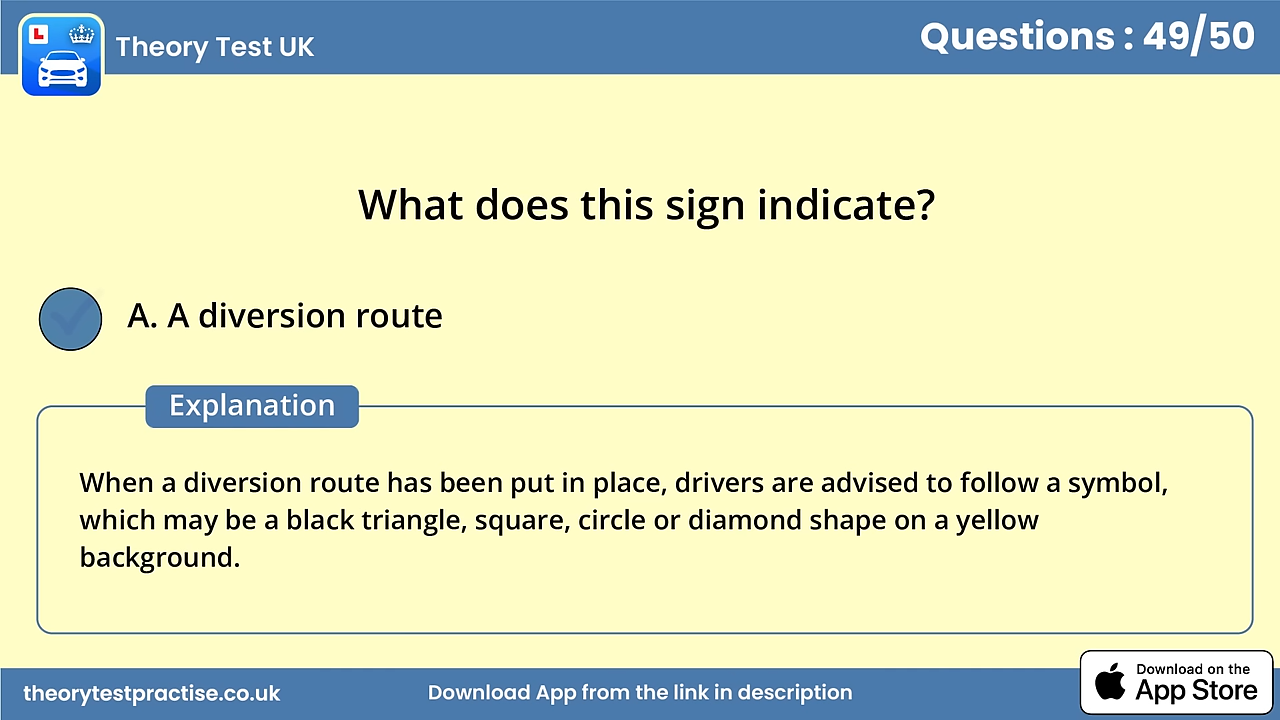 L
Theory Test UK
Questions : 49/50
What does this sign indicate?
A. A diversion route
Explanation
When a diversion route has been put in place, drivers are advised to follow a symbol,
which may be a black triangle, square, circle or diamond shape on a yellow
background.
theorytestpractise.co.uk
Download App from the link in description
Download on the
App Store